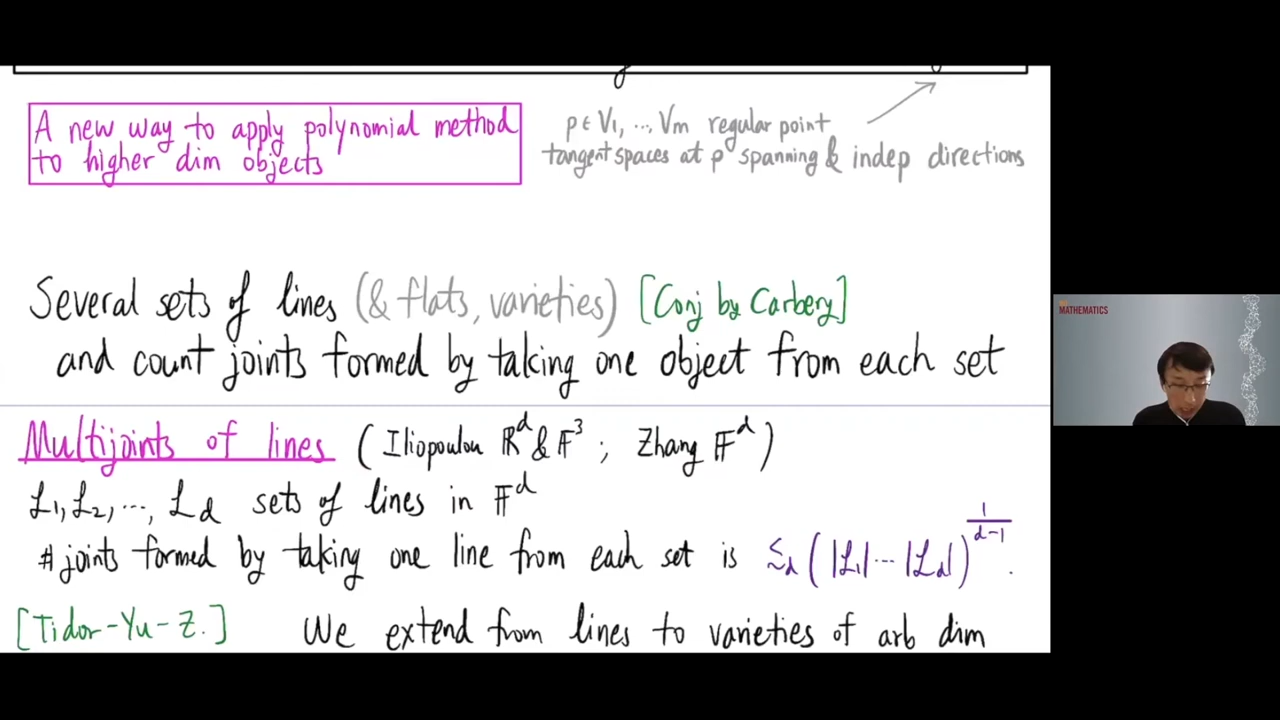 A new way to apply polynomial method
to higher dim objects
p ∈ V₁, ..., Vm regular point
tangent spaces at p spanning & indep directions
Several sets of lines (& flats, varieties) [Conj by Carbery]
and count joints formed by taking one object from each set
Multijoints of lines (Iliopoulou ℝᵈ & 𝔽³ ; Zhang 𝔽ᵈ)
ℒ₁, ℒ₂, ..., ℒd sets of lines in 𝔽ᵈ
# joints formed by taking one line from each set is ≲d (|ℒ₁| ... |ℒd|)^(1/(d-1)).
[Tidor-Yu-Z.] We extend from lines to varieties of arb dim
MATHEMATICS